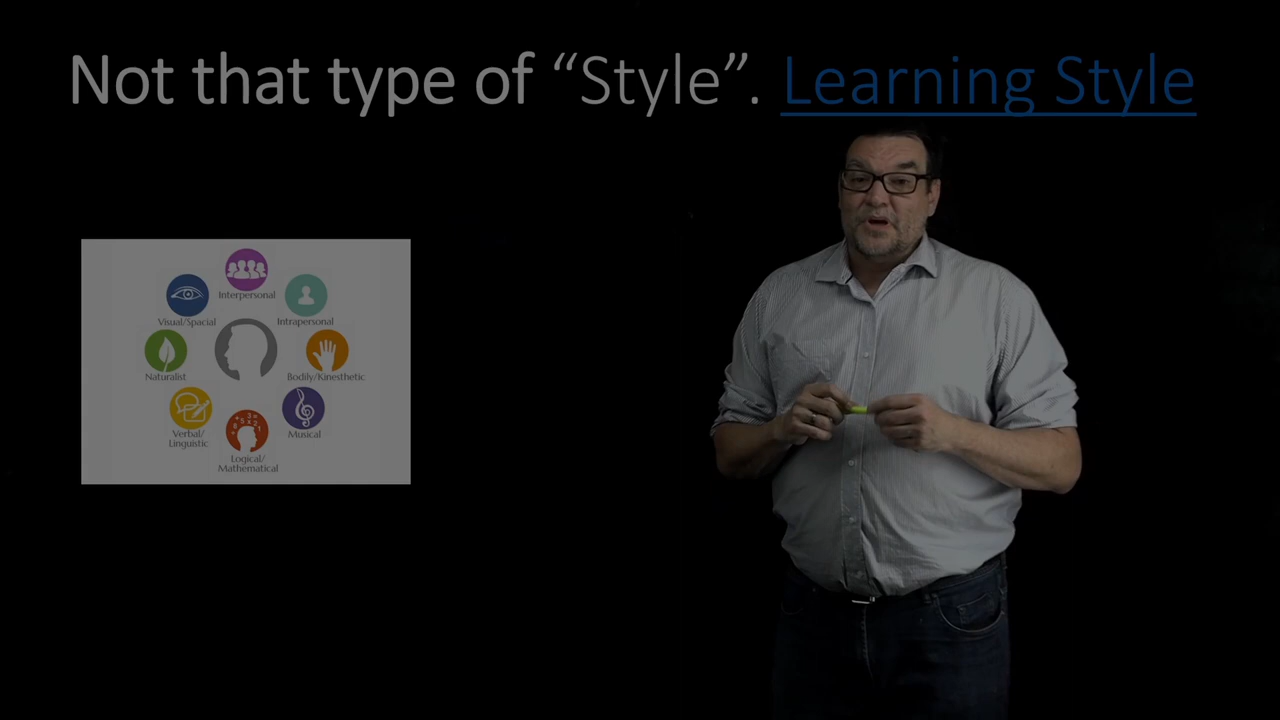 Not that type of “Style”. Learning Style
Interpersonal
Visual/Spacial
Intrapersonal
Naturalist
Bodily/Kinesthetic
Verbal/
Linguistic
Musical
Logical/
Mathematical